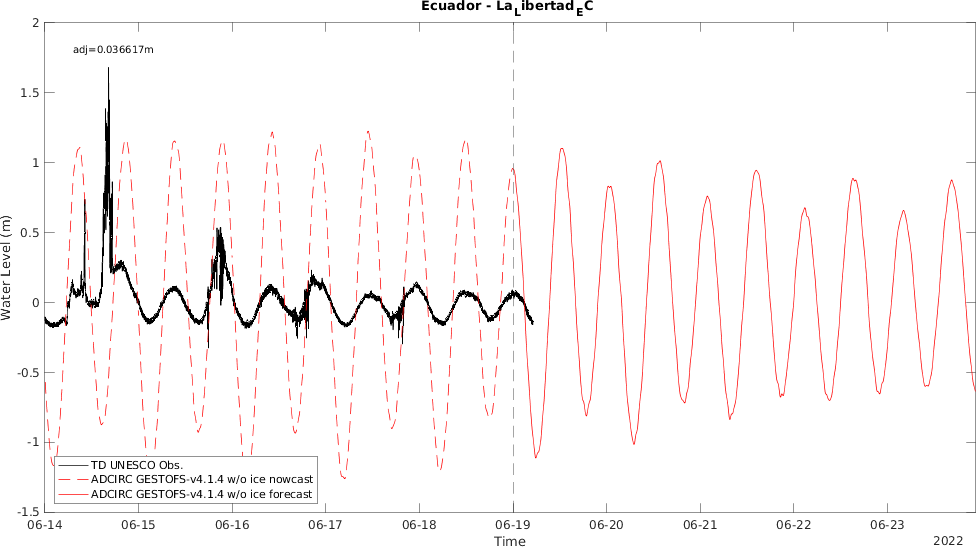 Ecuador - LaLibertadEC
adj=0.036617m
2
1.5
1
0.5
0
-0.5
-1
-1.5
Water Level (m)
TD UNESCO Obs.
ADCIRC GESTOFS-v4.1.4 w/o ice nowcast
ADCIRC GESTOFS-v4.1.4 w/o ice forecast
06-14 06-15 06-16 06-17 06-18 06-19 06-20 06-21 06-22 06-23
Time
2022